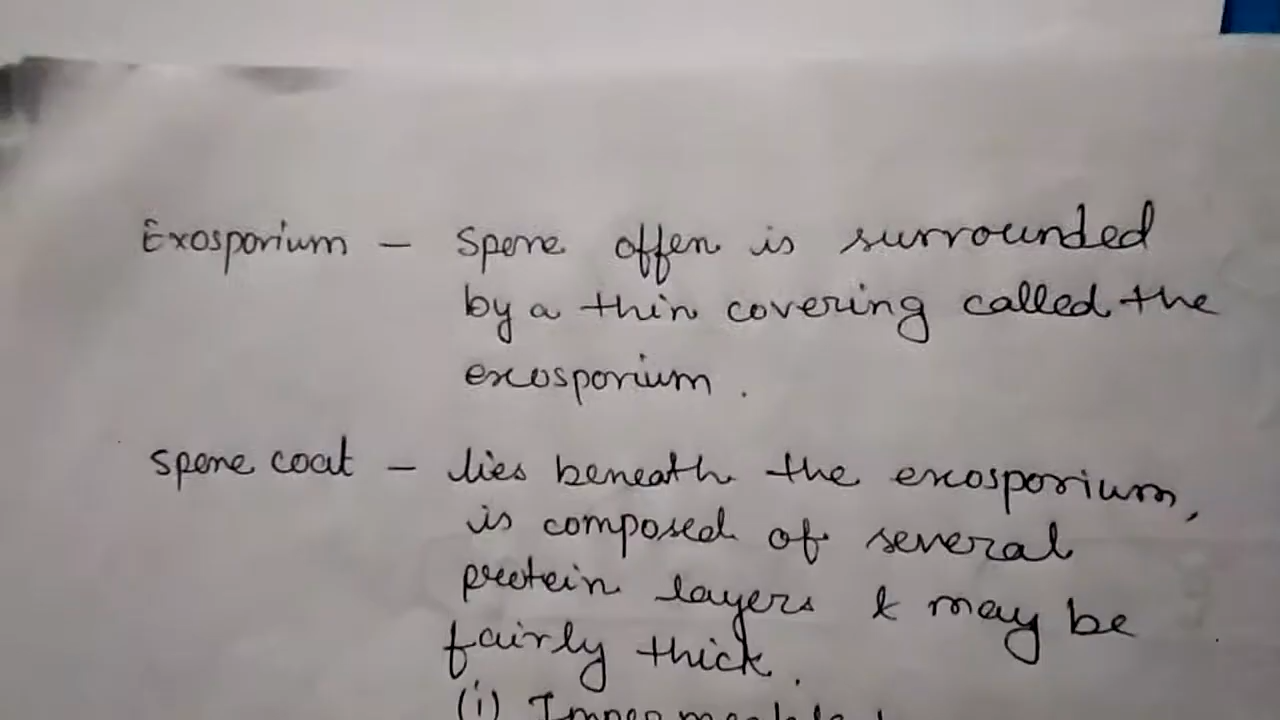 Exosporium – Spore often is surrounded
by a thin covering called the
exosporium.
Spore coat – lies beneath the exosporium,
is composed of several
protein layers & may be
fairly thick.
(i)